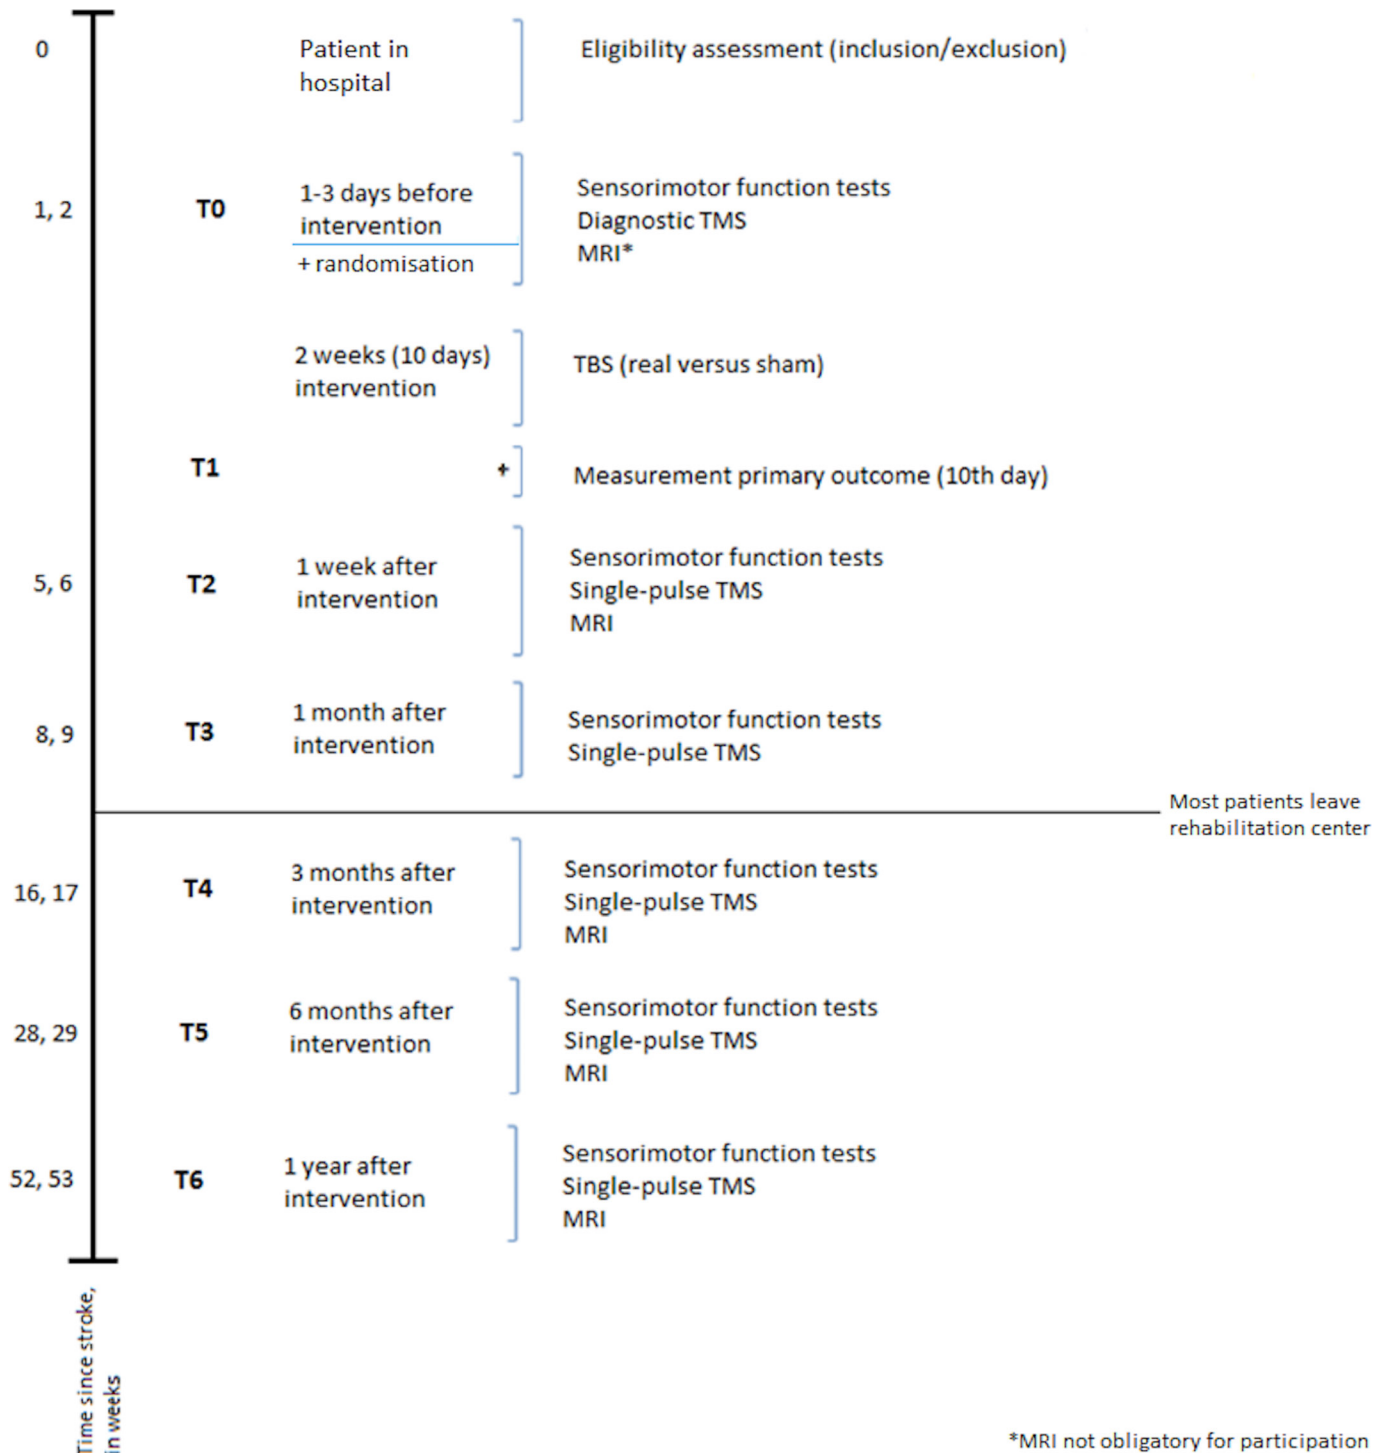 0
Patient in
hospital
Eligibility assessment (inclusion/exclusion)
1, 2
T0
1-3 days before
intervention
+ randomisation
Sensorimotor function tests
Diagnostic TMS
MRI*
2 weeks (10 days)
intervention
TBS (real versus sham)
T1
+
Measurement primary outcome (10th day)
5, 6
T2
1 week after
intervention
Sensorimotor function tests
Single-pulse TMS
MRI
8, 9
T3
1 month after
intervention
Sensorimotor function tests
Single-pulse TMS
Most patients leave
rehabilitation center
16, 17
T4
3 months after
intervention
Sensorimotor function tests
Single-pulse TMS
MRI
28, 29
T5
6 months after
intervention
Sensorimotor function tests
Single-pulse TMS
MRI
52, 53
T6
1 year after
intervention
Sensorimotor function tests
Single-pulse TMS
MRI
Time since stroke,
in weeks
*MRI not obligatory for participation